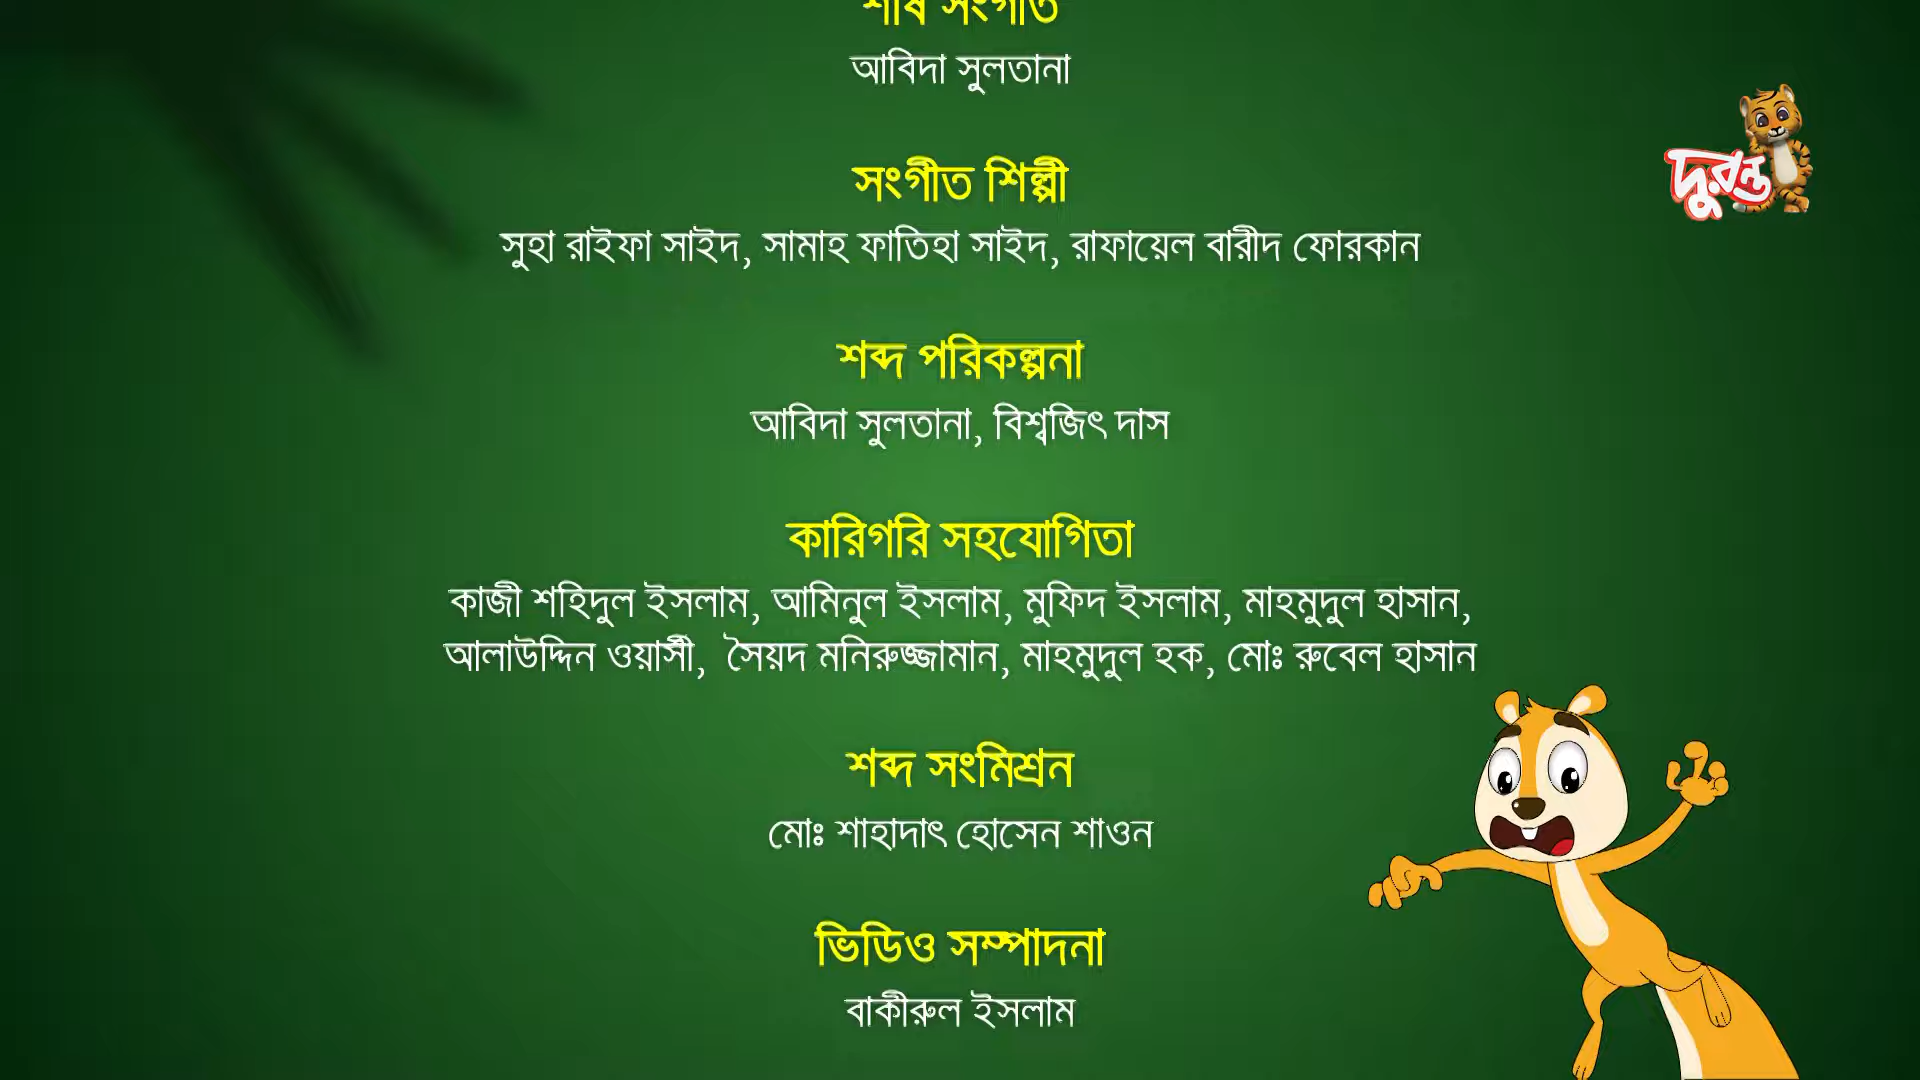 শীর্ষ সংগীত
আবিদা সুলতানা
দুরন্ত
সংগীত শিল্পী
সুহা রাইফা সাইদ, সামাহ ফাতিহা সাইদ, রাফায়েল বারীদ ফোরকান
শব্দ পরিকল্পনা
আবিদা সুলতানা, বিশ্বজিৎ দাস
কারিগরি সহযোগিতা
কাজী শহিদুল ইসলাম, আমিনুল ইসলাম, মুফিদ ইসলাম, মাহমুদুল হাসান,
আলাউদ্দিন ওয়াসী, সৈয়দ মনিরুজ্জামান, মাহমুদুল হক, মোঃ রুবেল হাসান
শব্দ সংমিশ্রন
মোঃ শাহাদাৎ হোসেন শাওন
ভিডিও সম্পাদনা
বাকীরুল ইসলাম